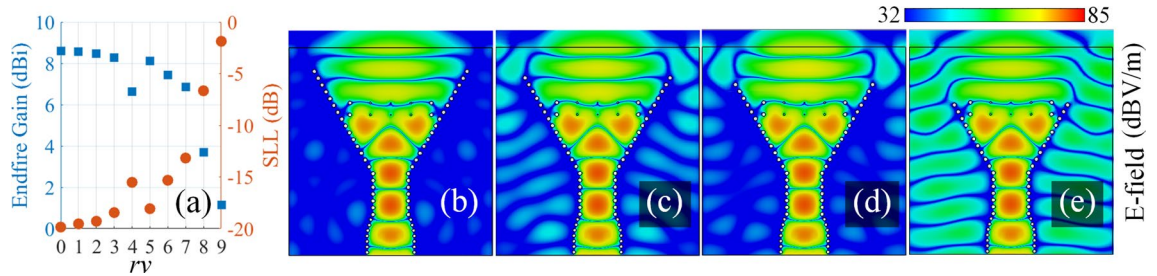 10
8
6
4
2
0
Endfire Gain (dBi)
0
-5
-10
-15
-20
SLL (dB)
0 1 2 3 4 5 6 7 8 9
rv
(a)
32
85
(b)
(c)
(d)
(e)
E-field (dBV/m)